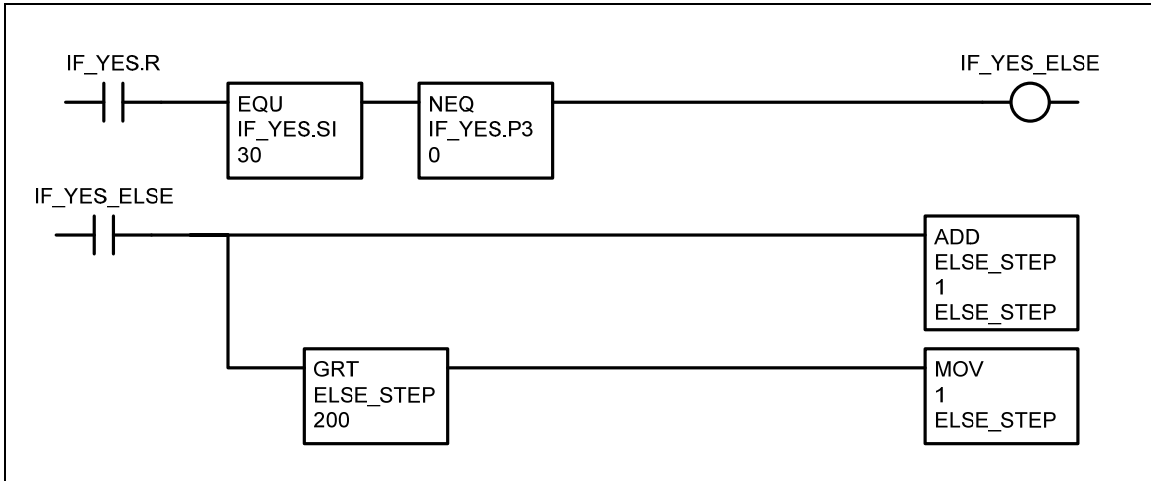 IF_YES.R
IF_YES_ELSE
EQU
IF_YES.SI
30
NEQ
IF_YES.P3
0
IF_YES_ELSE
ADD
ELSE_STEP
1
ELSE_STEP
GRT
ELSE_STEP
200
MOV
1
ELSE_STEP